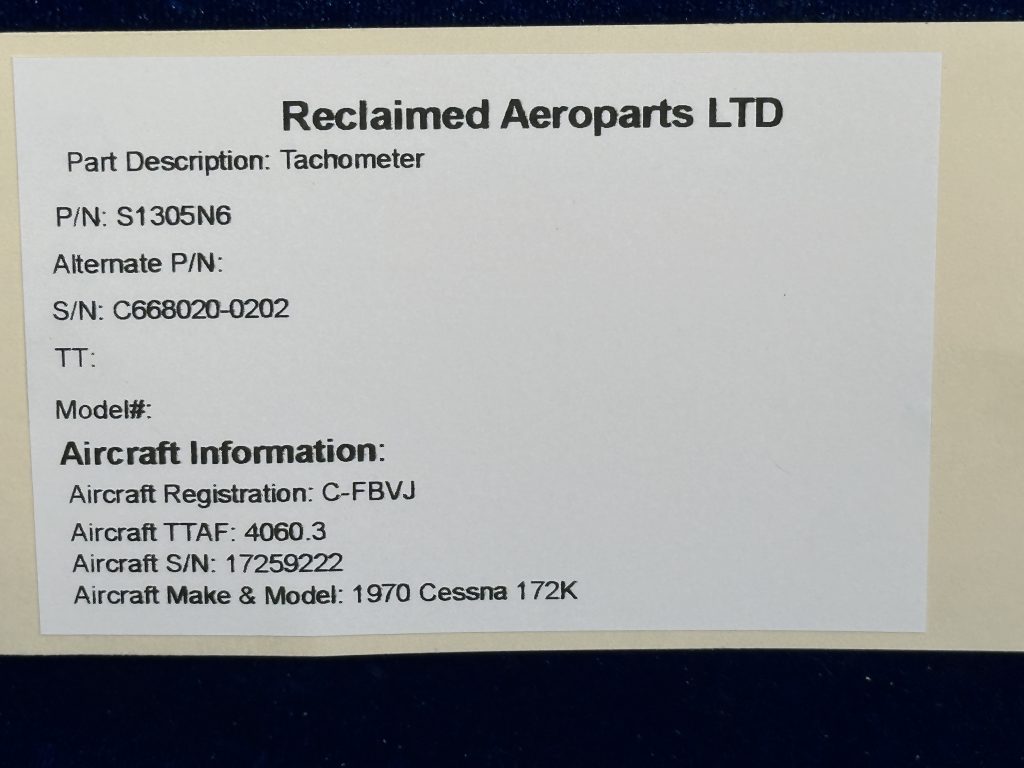 Reclaimed Aeroparts LTD
Part Description: Tachometer
P/N: S1305N6
Alternate P/N:
S/N: C668020-0202
TT:
Model#:
Aircraft Information:
Aircraft Registration: C-FBVJ
Aircraft TTAF: 4060.3
Aircraft S/N: 17259222
Aircraft Make & Model: 1970 Cessna 172K